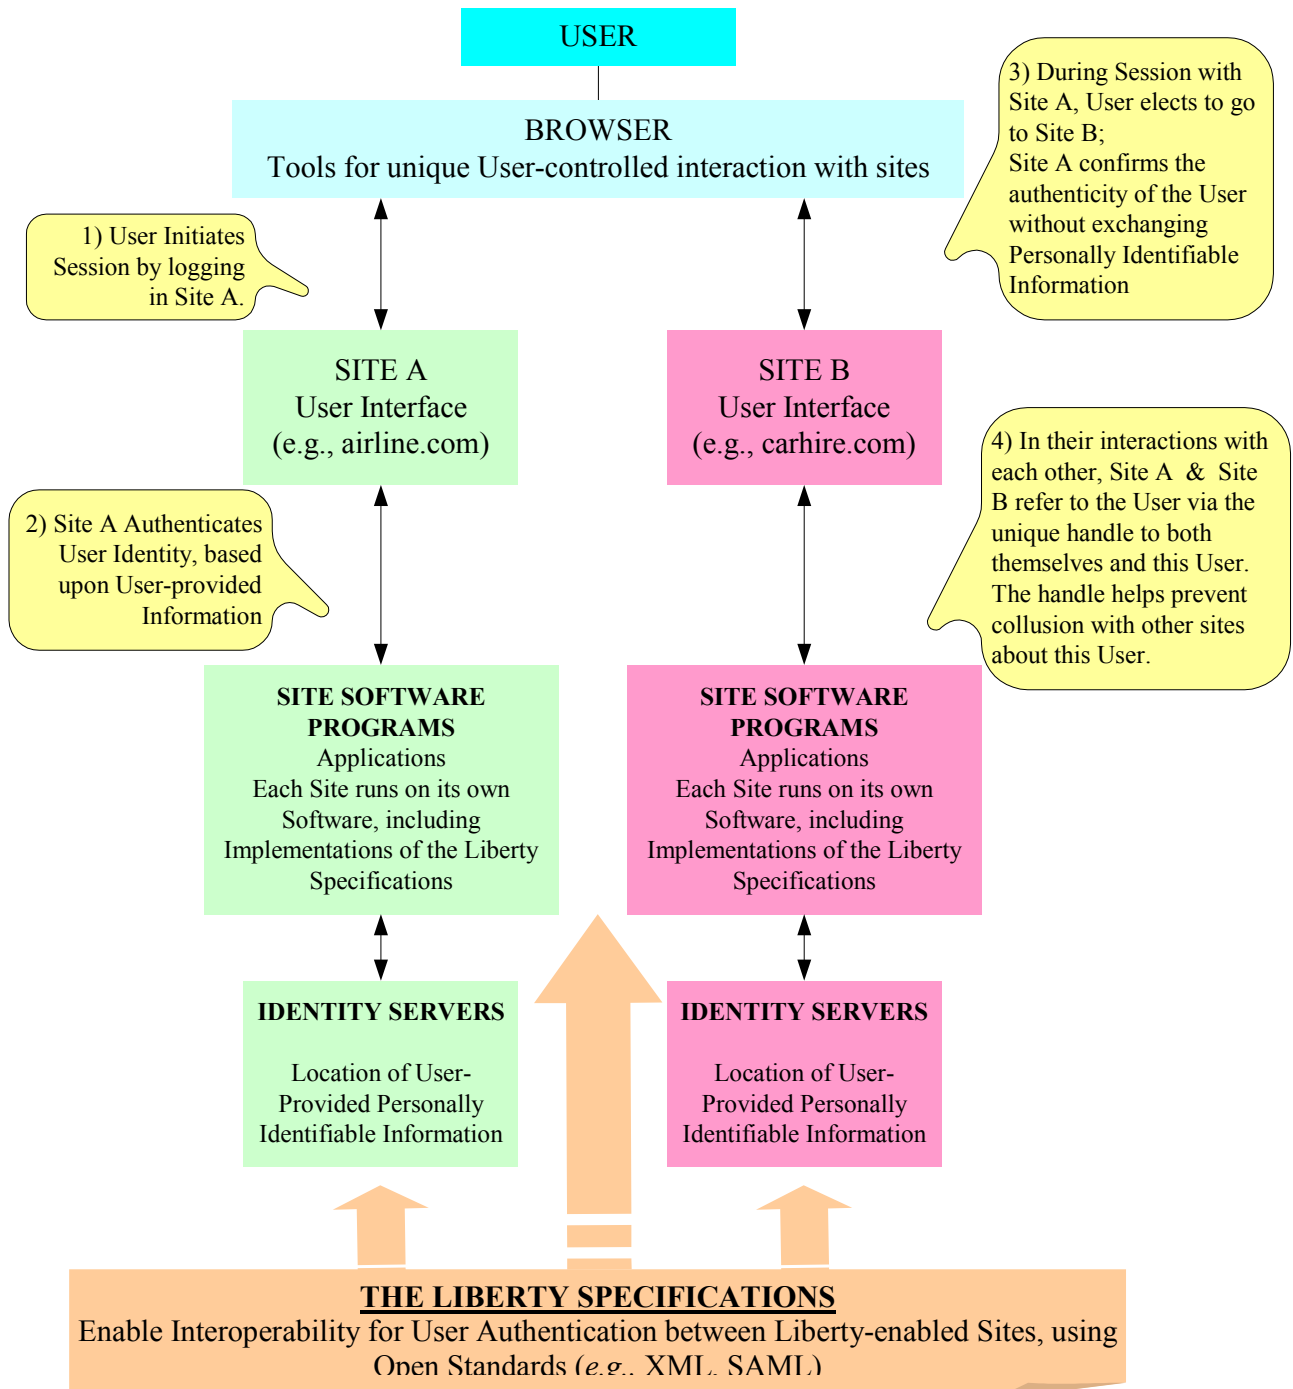 USER
BROWSER
Tools for unique User-controlled interaction with sites
1) User Initiates
Session by logging
in Site A.
3) During Session with
Site A, User elects to go
to Site B;
Site A confirms the
authenticity of the User
without exchanging
Personally Identifiable
Information
SITE A
User Interface
(e.g., airline.com)
SITE B
User Interface
(e.g., carhire.com)
2) Site A Authenticates
User Identity, based
upon User-provided
Information
4) In their interactions with
each other, Site A & Site
B refer to the User via the
unique handle to both
themselves and this User.
The handle helps prevent
collusion with other sites
about this User.
SITE SOFTWARE
PROGRAMS
Applications
Each Site runs on its own
Software, including
Implementations of the Liberty
Specifications
SITE SOFTWARE
PROGRAMS
Applications
Each Site runs on its own
Software, including
Implementations of the Liberty
Specifications
IDENTITY SERVERS
Location of User-
Provided Personally
Identifiable Information
IDENTITY SERVERS
Location of User-
Provided Personally
Identifiable Information
THE LIBERTY SPECIFICATIONS
Enable Interoperability for User Authentication between Liberty-enabled Sites, using
Open Standards (e.g., XML, SAML)